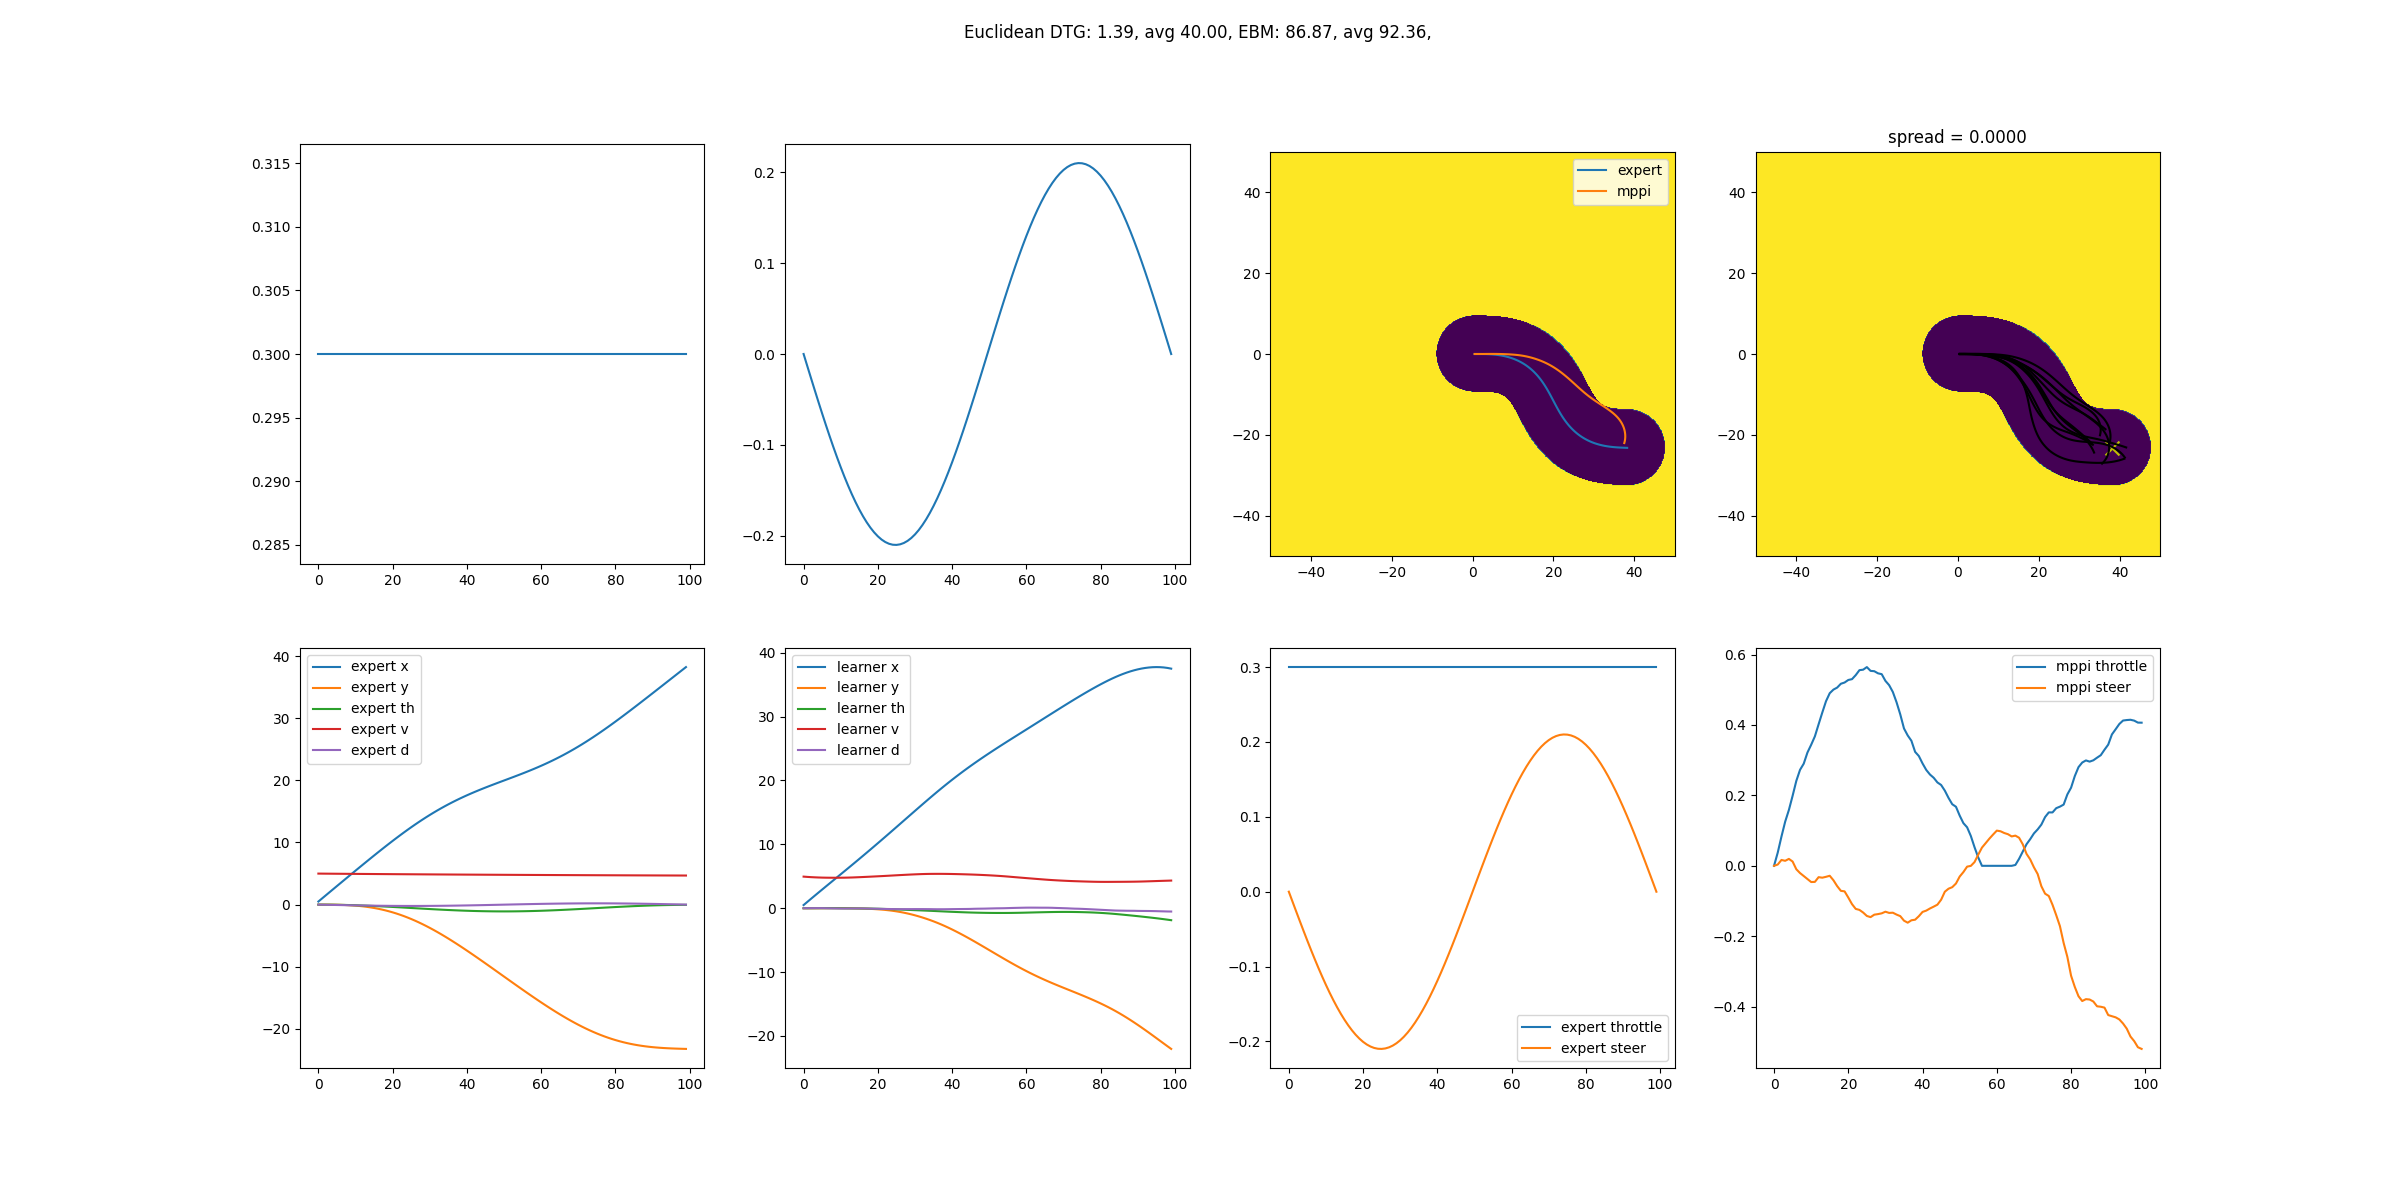 Euclidean DTG: 1.39, avg 40.00, EBM: 86.87, avg 92.36,
0.315
0.310
0.305
0.300
0.295
0.290
0.285
0 20 40 60 80 100
0.2
0.1
0.0
−0.1
−0.2
0 20 40 60 80 100
expert
mppi
40
20
0
−20
−40
−40 −20 0 20 40
spread = 0.0000
40
20
0
−20
−40
−40 −20 0 20 40
expert x
expert y
expert th
expert v
expert d
40
30
20
10
0
−10
−20
0 20 40 60 80 100
learner x
learner y
learner th
learner v
learner d
40
30
20
10
0
−10
−20
0 20 40 60 80 100
0.3
0.2
0.1
0.0
−0.1
−0.2
expert throttle
expert steer
0 20 40 60 80 100
mppi throttle
mppi steer
0.6
0.4
0.2
0.0
−0.2
−0.4
0 20 40 60 80 100